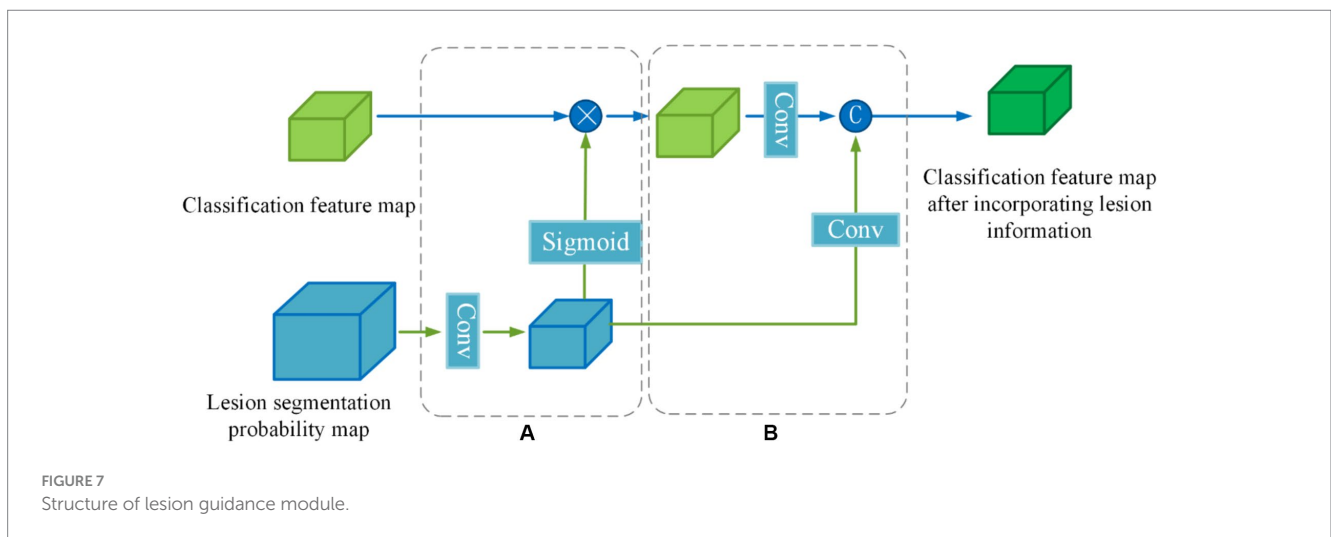 C
Conv
Classification feature map
Sigmoid
Conv
Classification feature map
after incorporating lesion
information
Conv
Lesion segmentation
probability map
A
B
FIGURE 7
Structure of lesion guidance module.